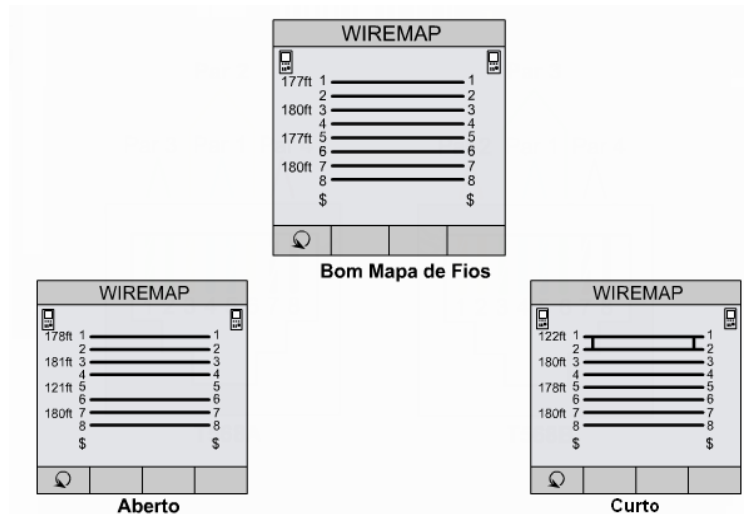 WIREMAP
177ft 1 1
2 2
180ft 3 3
4 4
177ft 5 5
6 6
180ft 7 7
8 8
$ $
Bom Mapa de Fios
WIREMAP
178ft 1 1
2 2
181ft 3 3
4 4
121ft 5 5
6 6
180ft 7 7
8 8
$ $
Aberto
WIREMAP
122ft 1 1
2 2
180ft 3 3
4 4
178ft 5 5
6 6
180ft 7 7
8 8
$ $
Curto